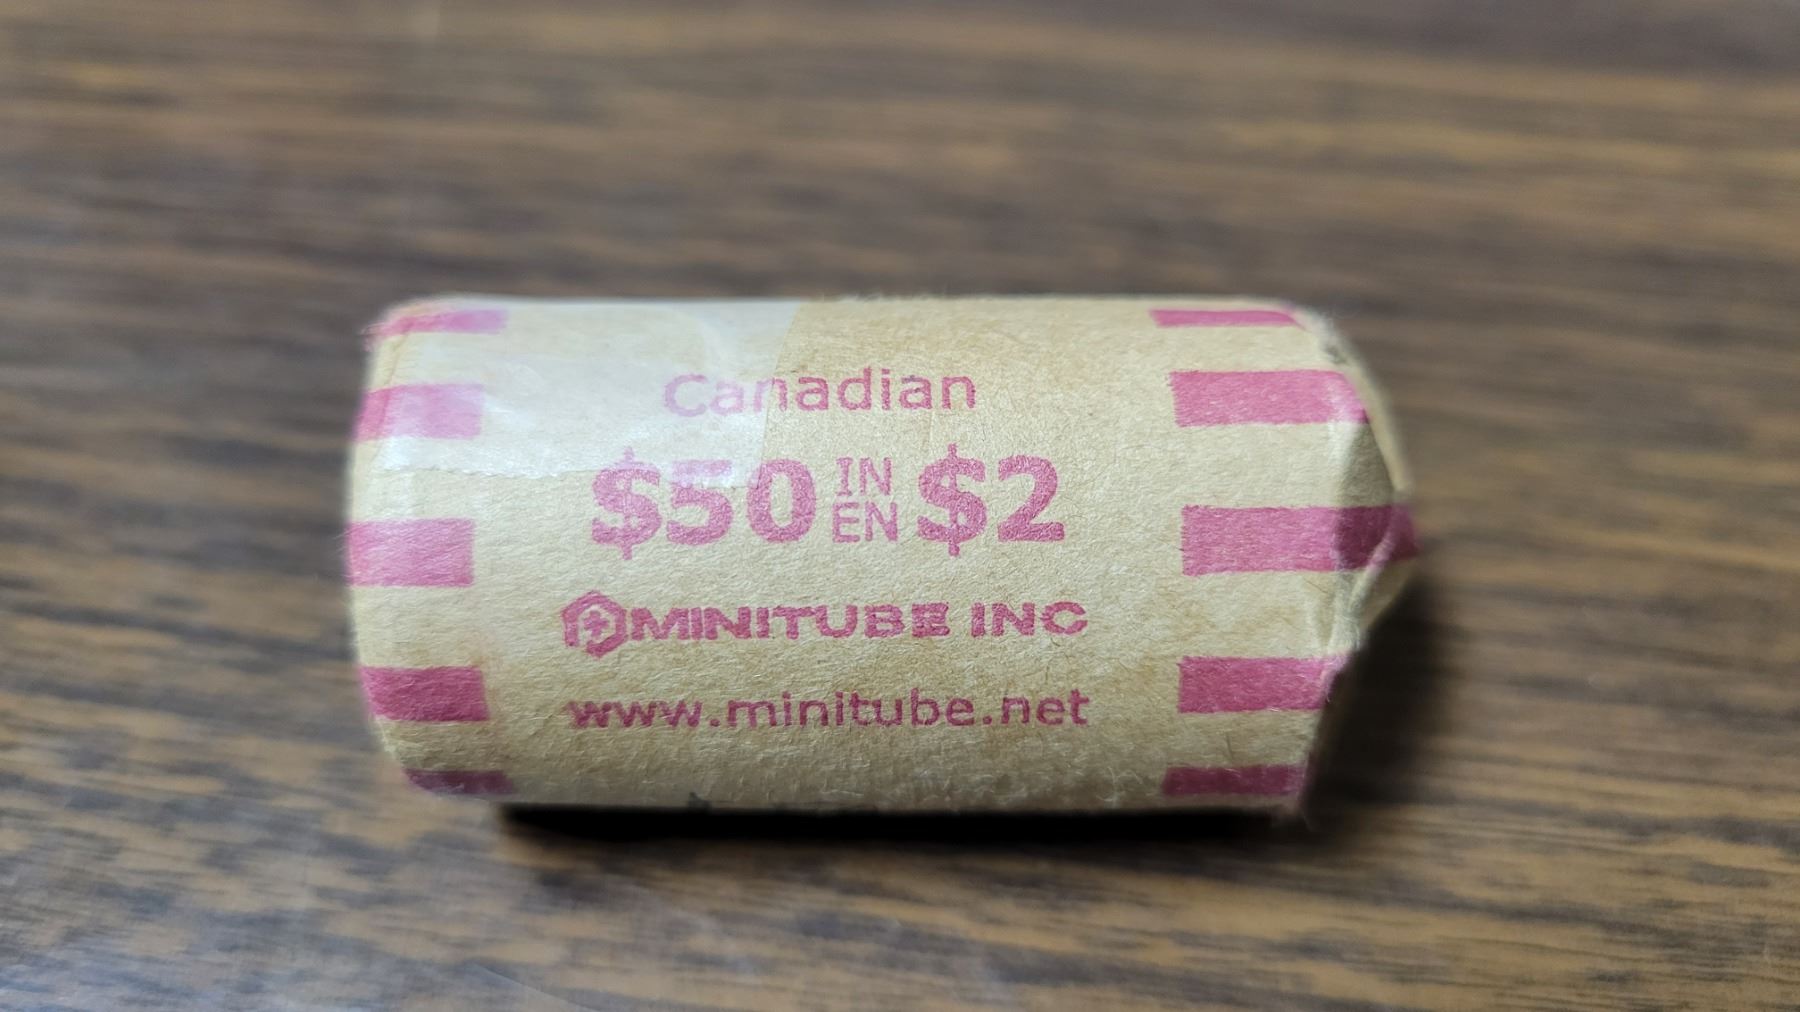 Canadian
$50 IN EN $2
MINITUBE INC
www.minitube.net